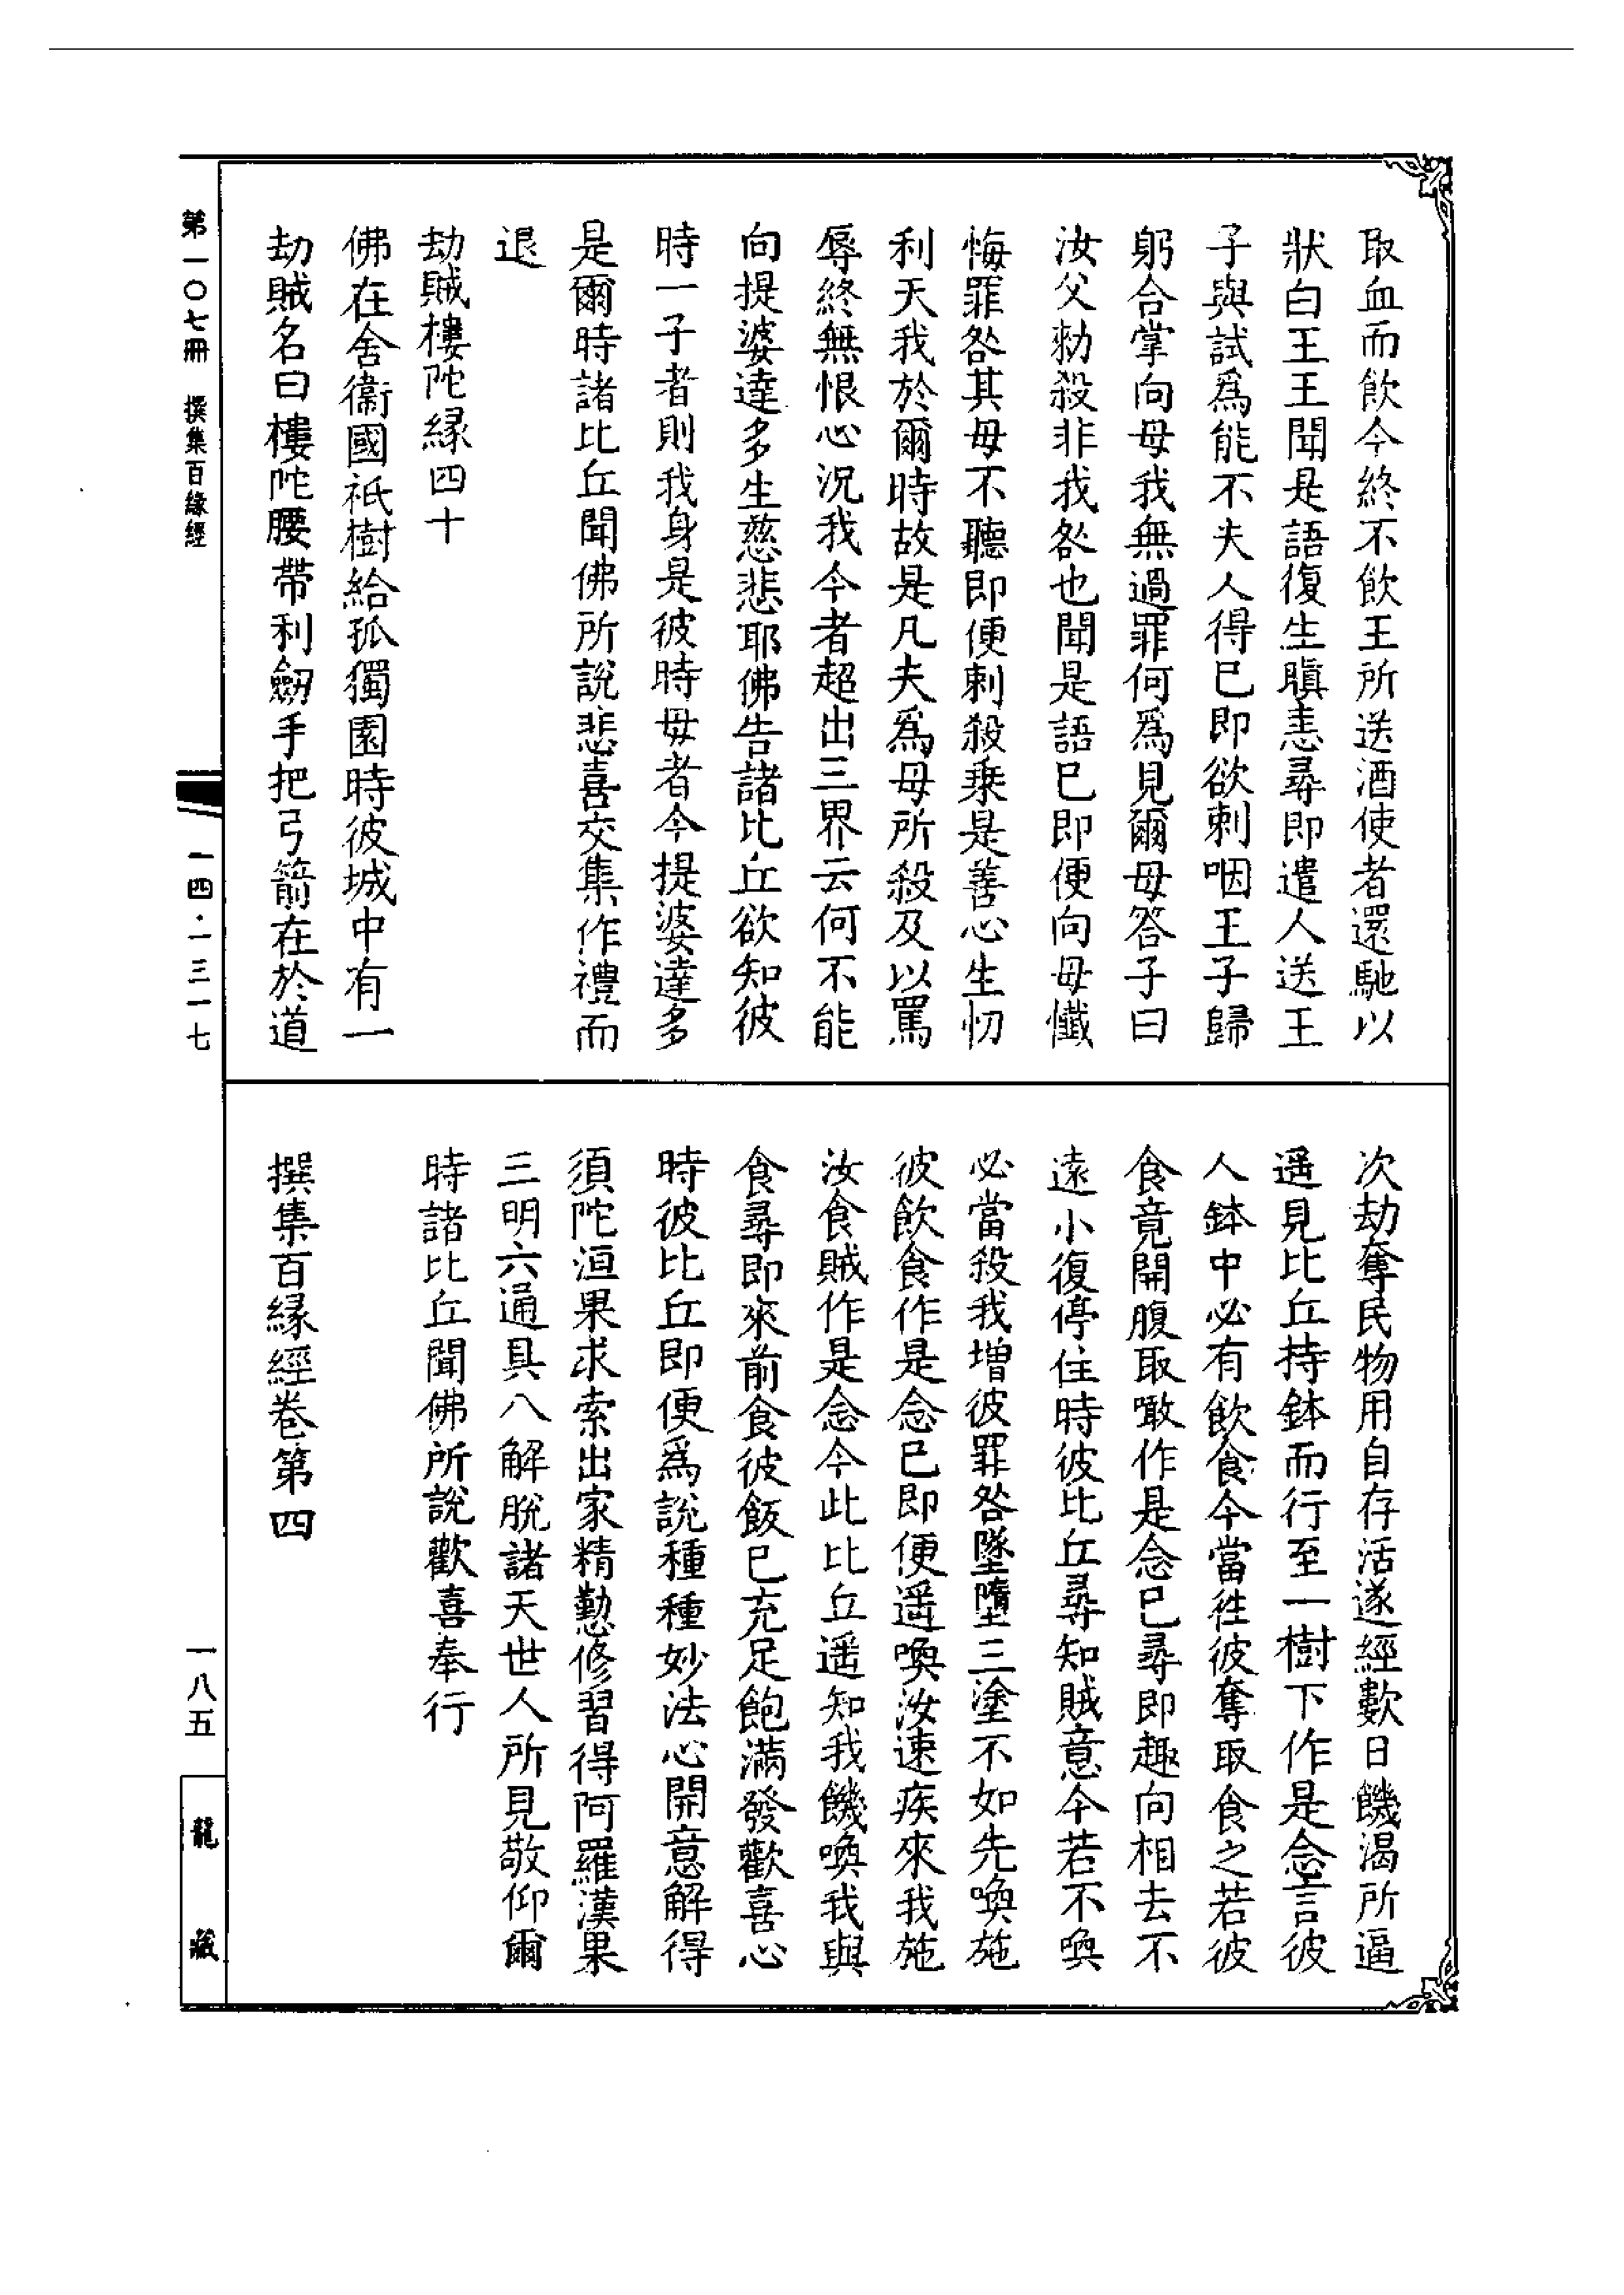 取血而飲今終不飲王所送酒使者還馳以
狀白王王聞是語復生瞋恚尋即遣人送王
子與試爲能不夫人得已即欲刺咽王子歸
躬合掌向母我無過罪何爲見爾母答子曰
汝父勑殺非我咎也聞是語已即便向母懺
悔罪咎其母不聽即便刺殺乗是善心生忉
利天我於爾時故是凡夫爲母所殺及以罵
辱終無恨心況我今者超出三界云何不能
向提婆達多生慈悲耶佛告諸比丘欲知彼
時一子者則我身是彼時母者今提婆達多
是爾時諸比丘聞佛所説悲喜交集作禮而
退
劫賊樓陀縁四十
佛在舍衞國祇樹給孤獨園時彼城中有一
劫賊名曰樓陀腰帶利劒手把弓箭在於道
次劫奪民物用自存活遂經數日饑渴所逼
遥見比丘持鉢而行至一樹下作是念言彼
人鉢中必有飲食今當徃彼奪取食之若彼
食竟開腹取噉作是念已尋即趣向相去不
遠小復停住時彼比丘尋知賊意今若不喚
必當殺我增彼罪咎墜墮三塗不如先喚施
彼飲食作是念已即便遥喚汝速疾來我施
汝食賊作是念今此比丘遥知我饑喚我與
食尋即來前食彼飯已充足飽滿發歡喜心
時彼比丘即便爲説種種妙法心開意解得
須陀洹果求索出家精勤修習得阿羅漢果
三明六通具八解脫諸天世人所見敬仰爾
時諸比丘聞佛所説歡喜奉行
撰集百縁經卷第四
第一〇七冊　撰集百緣經
一四·一三一七
一八五
龍藏